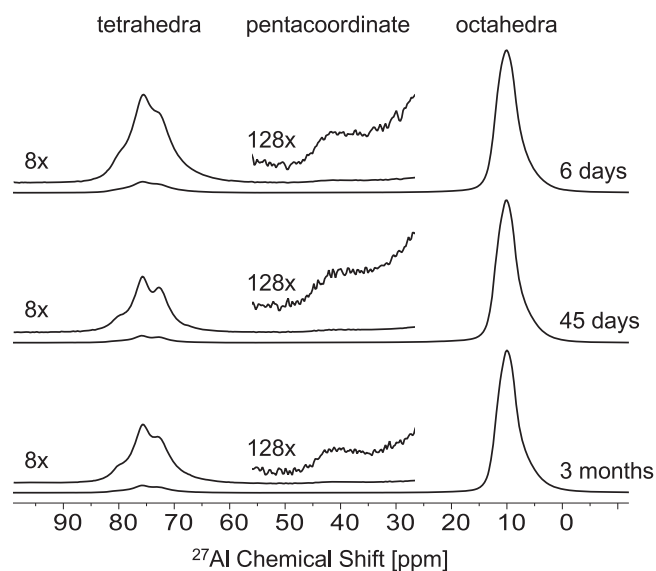 tetrahedra pentacoordinate octahedra
128x
8x 6 days
128x
8x 45 days
128x
8x 3 months
90 80 70 60 50 40 30 20 10 0
²⁷Al Chemical Shift [ppm]